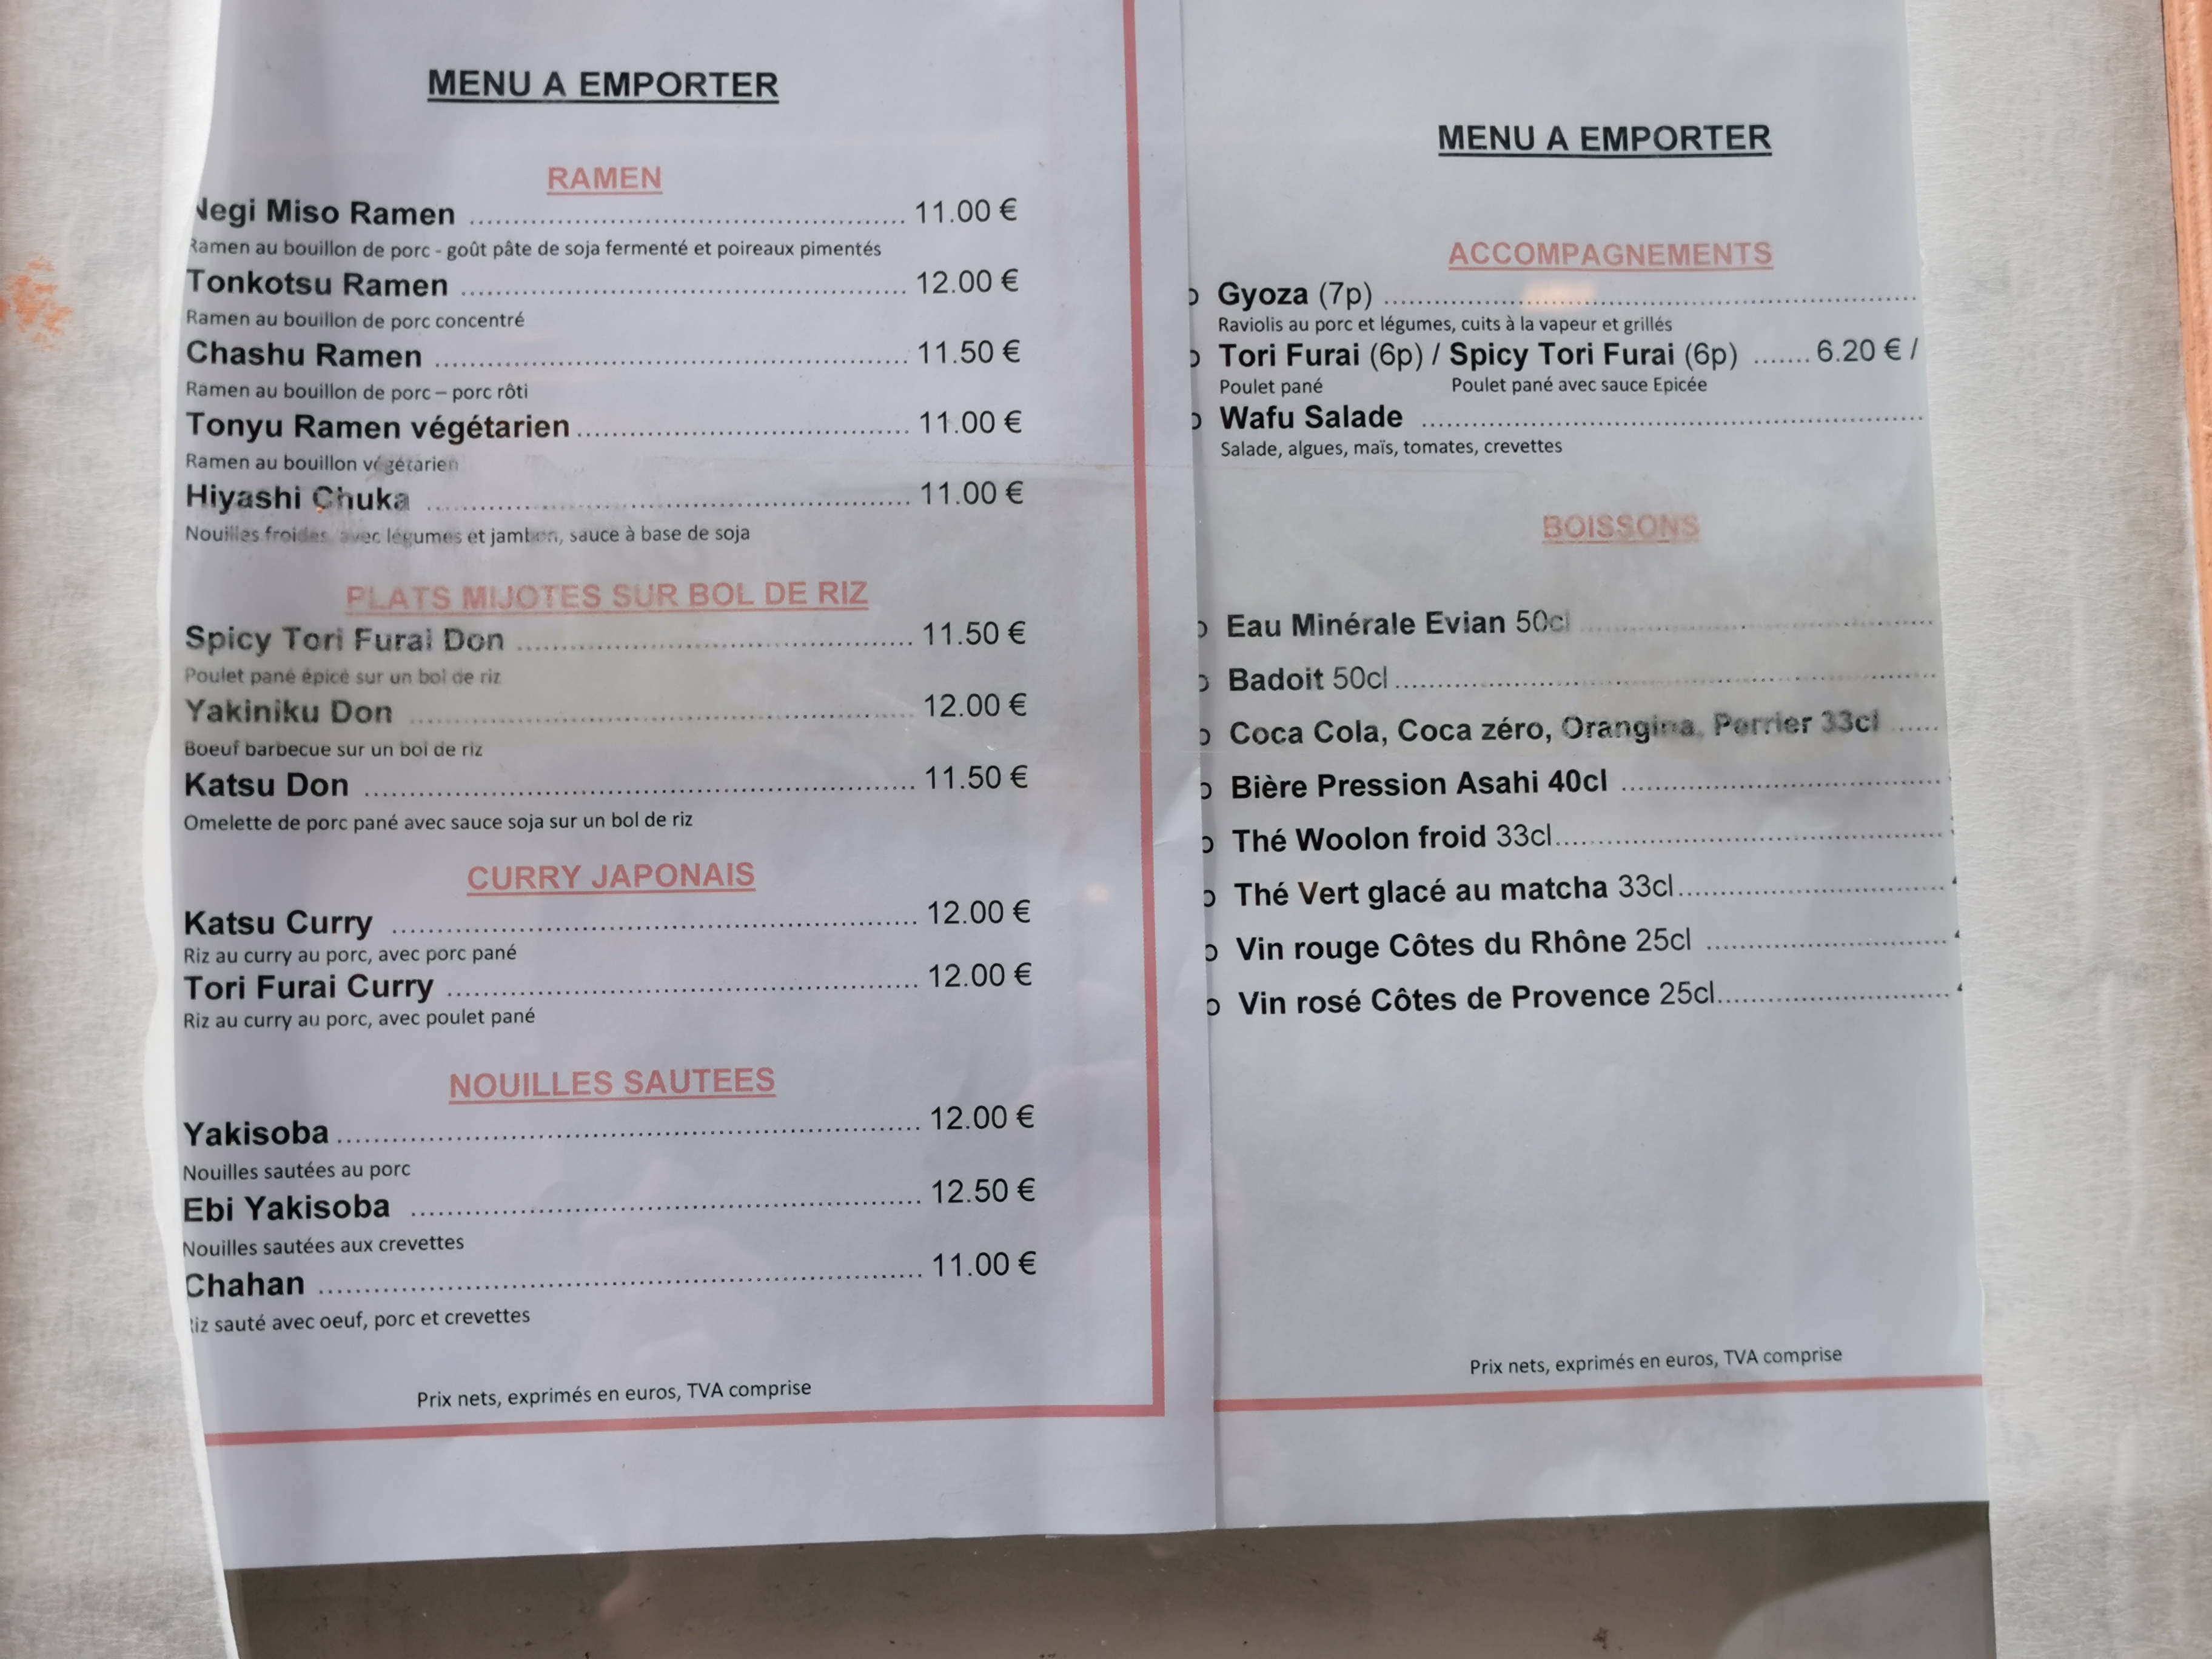 MENU A EMPORTER
RAMEN
Negi Miso Ramen ........ 11.00 €
Ramen au bouillon de porc - goût pâte de soja fermenté et poireaux pimentés
Tonkotsu Ramen ........ 12.00 €
Ramen au bouillon de porc concentré
Chashu Ramen ........ 11.50 €
Ramen au bouillon de porc – porc rôti
Tonyu Ramen végétarien ........ 11.00 €
Ramen au bouillon végétarien
Hiyashi Chuka ........ 11.00 €
Nouilles froides avec légumes et jambon, sauce à base de soja
PLATS MIJOTES SUR BOL DE RIZ
Spicy Tori Furai Don ........ 11.50 €
Poulet pané épicé sur un bol de riz
Yakiniku Don ........ 12.00 €
Boeuf barbecue sur un bol de riz
Katsu Don ........ 11.50 €
Omelette de porc pané avec sauce soja sur un bol de riz
CURRY JAPONAIS
Katsu Curry ........ 12.00 €
Riz au curry au porc, avec porc pané
Tori Furai Curry ........ 12.00 €
Riz au curry au porc, avec poulet pané
NOUILLES SAUTEES
Yakisoba ........ 12.00 €
Nouilles sautées au porc
Ebi Yakisoba ........ 12.50 €
Nouilles sautées aux crevettes
Chahan ........ 11.00 €
Riz sauté avec oeuf, porc et crevettes
Prix nets, exprimés en euros, TVA comprise
MENU A EMPORTER
ACCOMPAGNEMENTS
Gyoza (7p) ........
Raviolis au porc et légumes, cuits à la vapeur et grillés
Tori Furai (6p) / Spicy Tori Furai (6p) ....... 6.20 € /
Poulet pané Poulet pané avec sauce Epicée
Wafu Salade ........
Salade, algues, maïs, tomates, crevettes
BOISSONS
Eau Minérale Evian 50cl ........
Badoit 50cl ........
Coca Cola, Coca zéro, Orangina, Perrier 33cl ......
Bière Pression Asahi 40cl ........
Thé Woolon froid 33cl ........
Thé Vert glacé au matcha 33cl ........
Vin rouge Côtes du Rhône 25cl ........
Vin rosé Côtes de Provence 25cl ........
Prix nets, exprimés en euros, TVA comprise